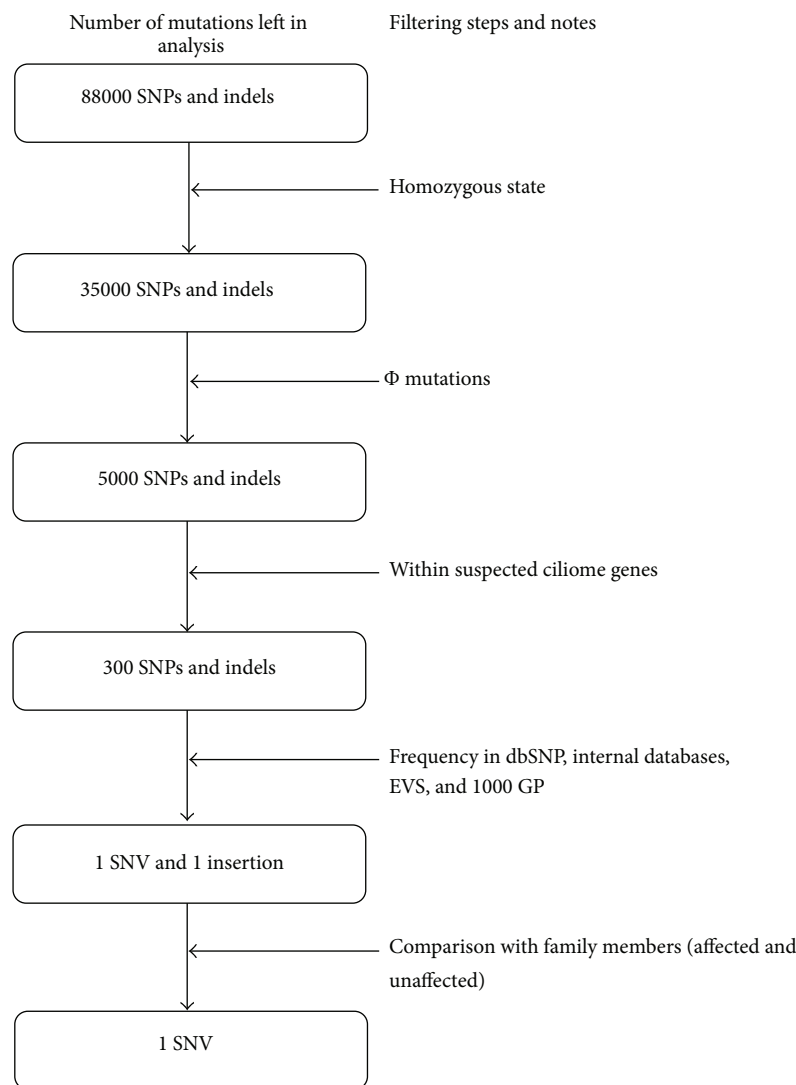 Number of mutations left in
analysis
Filtering steps and notes
88000 SNPs and indels
Homozygous state
35000 SNPs and indels
Φ mutations
5000 SNPs and indels
Within suspected ciliome genes
300 SNPs and indels
Frequency in dbSNP, internal databases,
EVS, and 1000 GP
1 SNV and 1 insertion
Comparison with family members (affected and
unaffected)
1 SNV